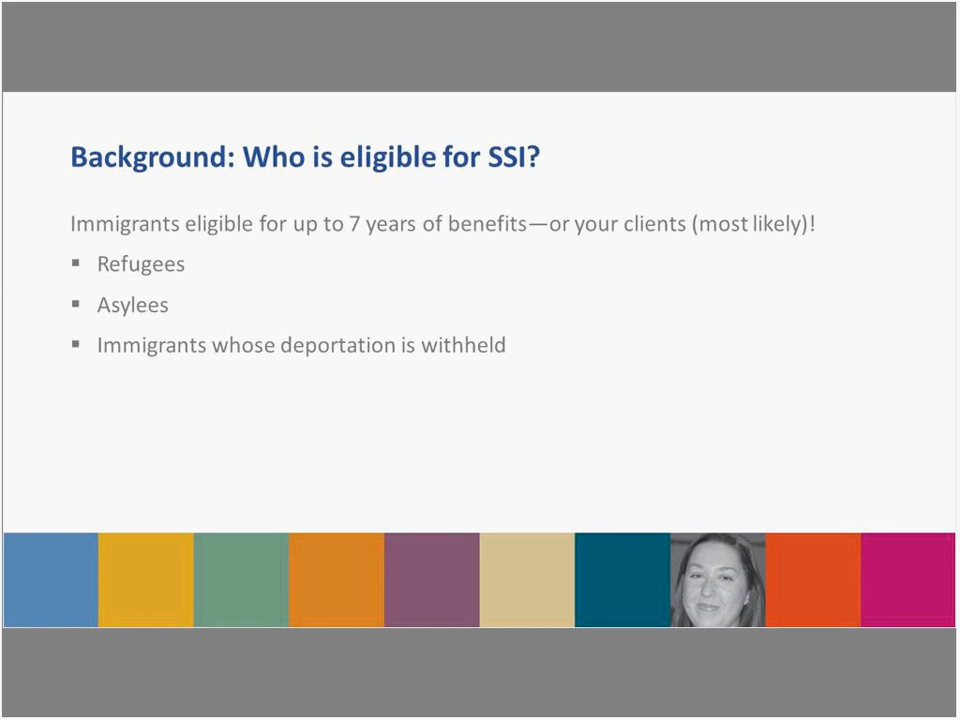 Background: Who is eligible for SSI?
Immigrants eligible for up to 7 years of benefits—or your clients (most likely)!
▪ Refugees
▪ Asylees
▪ Immigrants whose deportation is withheld